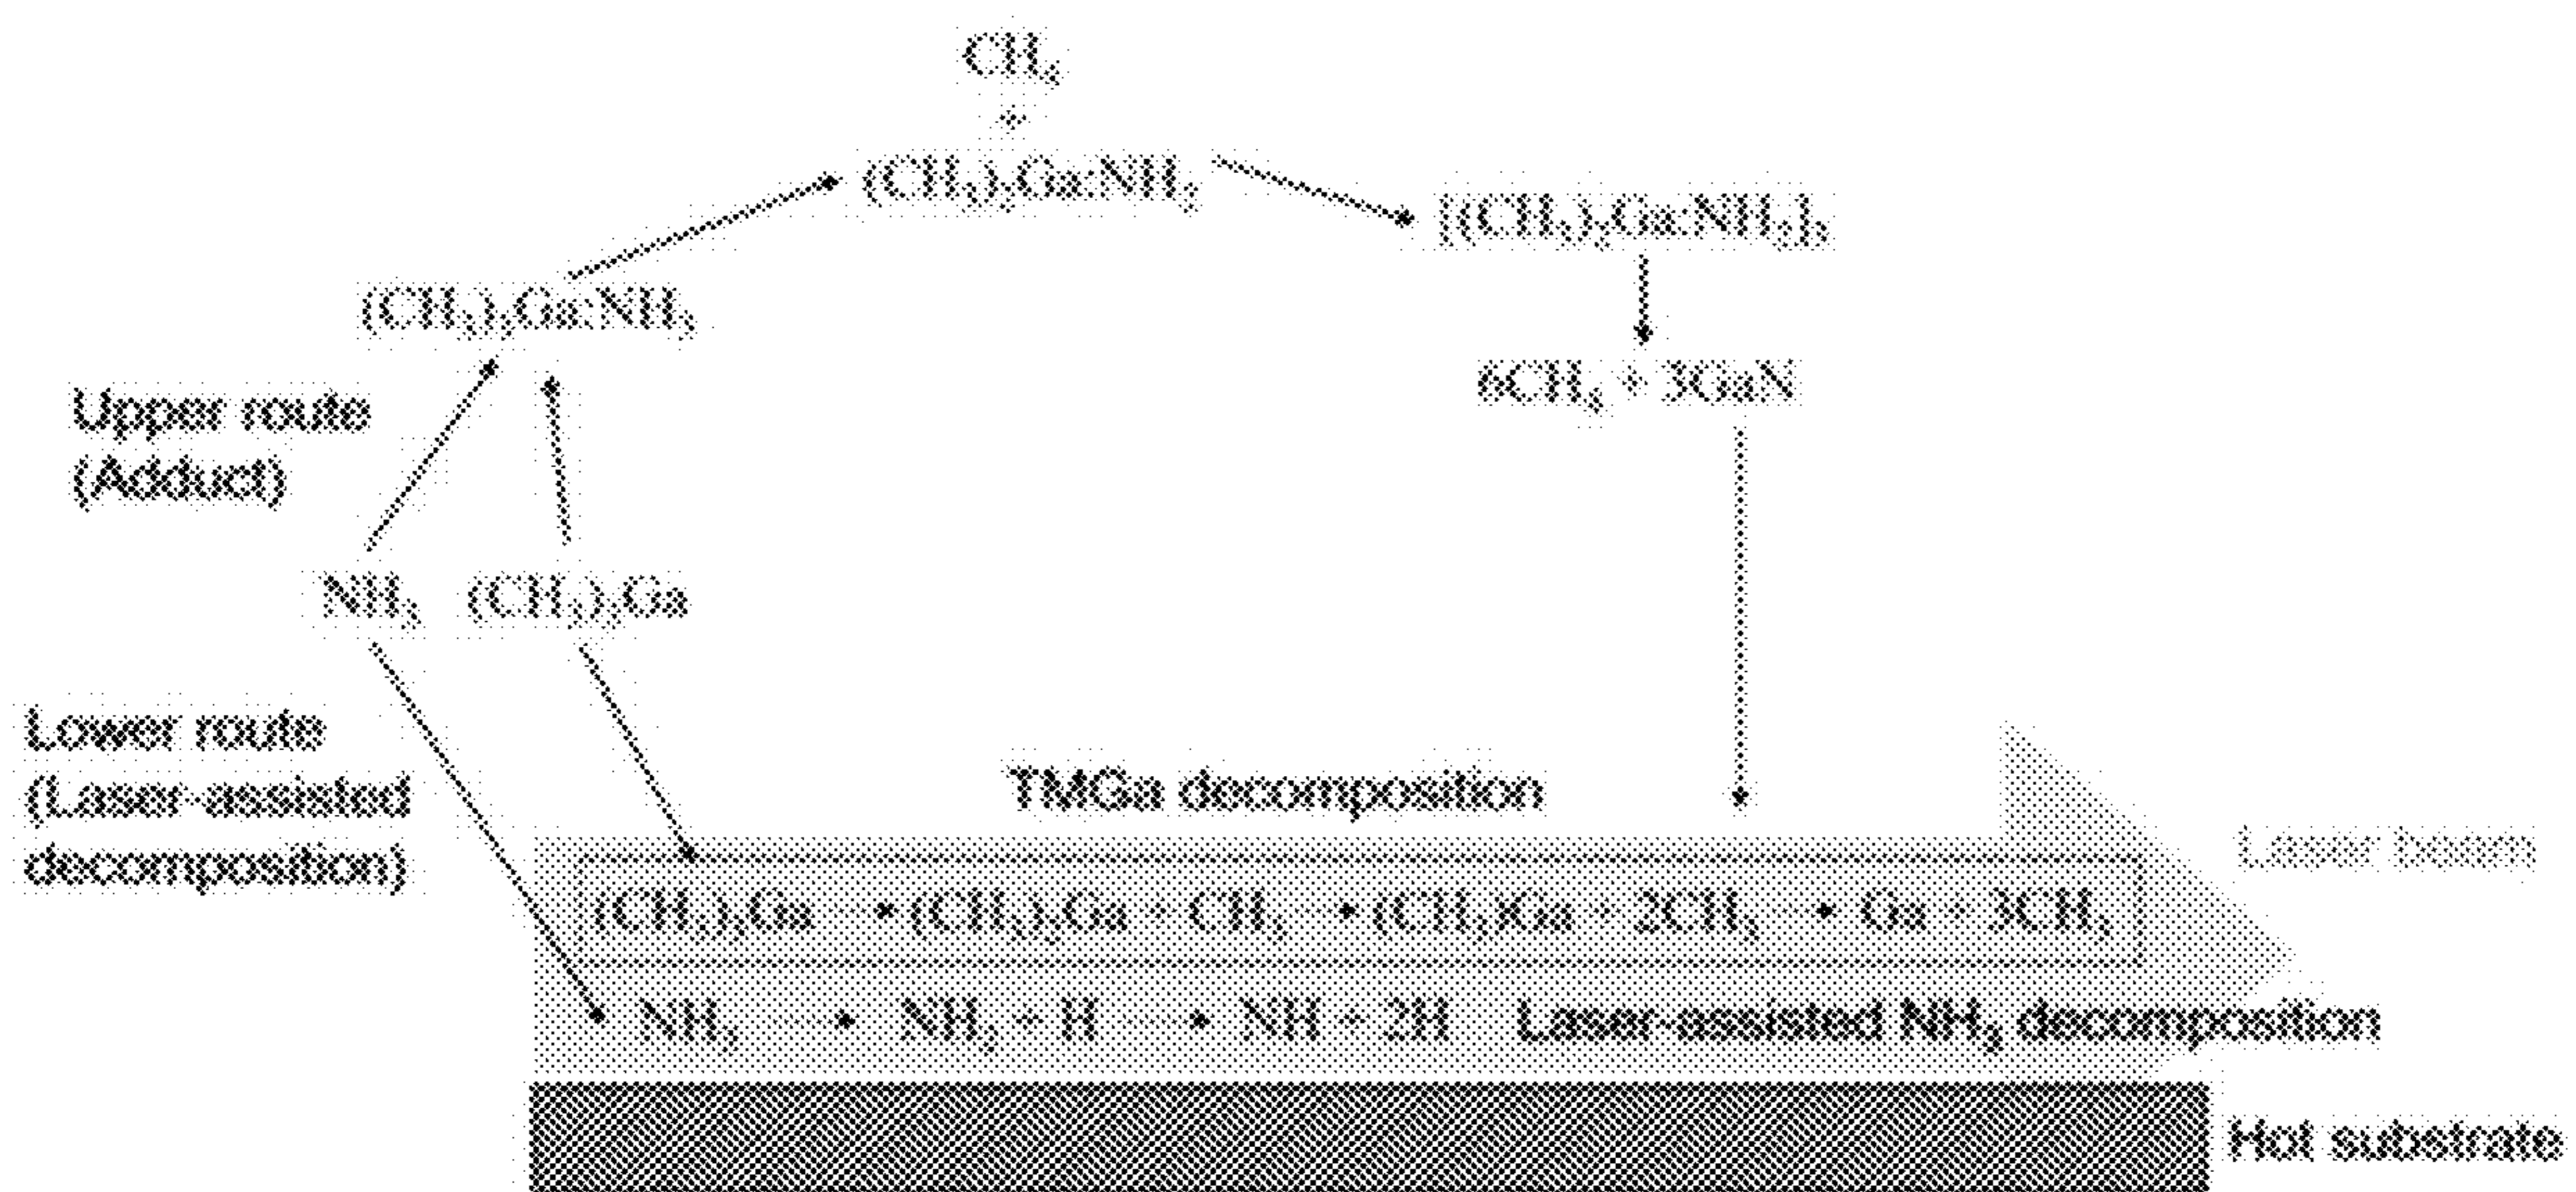 CH₄
+
(CH₃)₂Ga:NH₂
[(CH₃)₂Ga:NH₂]₃
(CH₃)₃Ga:NH₃
6CH₄ + 3GaN
Upper route
(Adduct)
NH₃ (CH₃)₃Ga
Lower route
(Laser-assisted
decomposition)
TMGa decomposition
Laser beam
(CH₃)₃Ga → (CH₃)₂Ga + CH₃ → (CH₃)Ga + 2CH₃ → Ga + 3CH₃
NH₃ → NH₂ + H → NH + 2H Laser-assisted NH₃ decomposition
Hot substrate